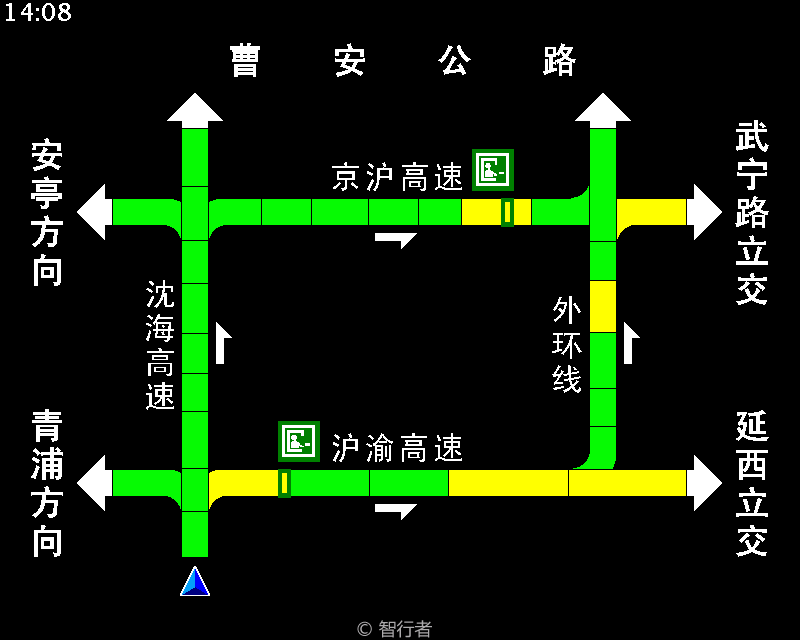 14:08
曹安公路
安亭方向
京沪高速
武宁路立交
沈海高速
外环线
青浦方向
沪渝高速
延西立交
© 智行者